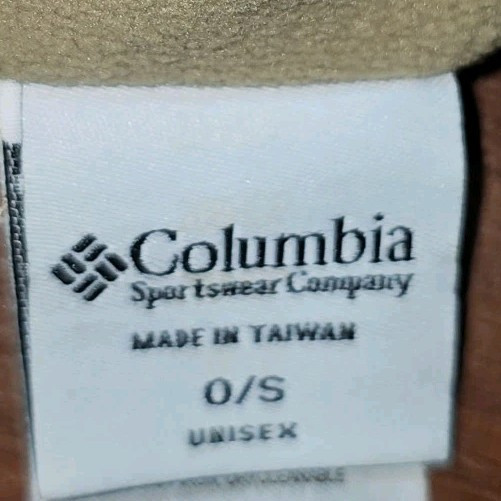 Columbia
Sportswear Company
MADE IN TAIWAN
O/S
UNISEX